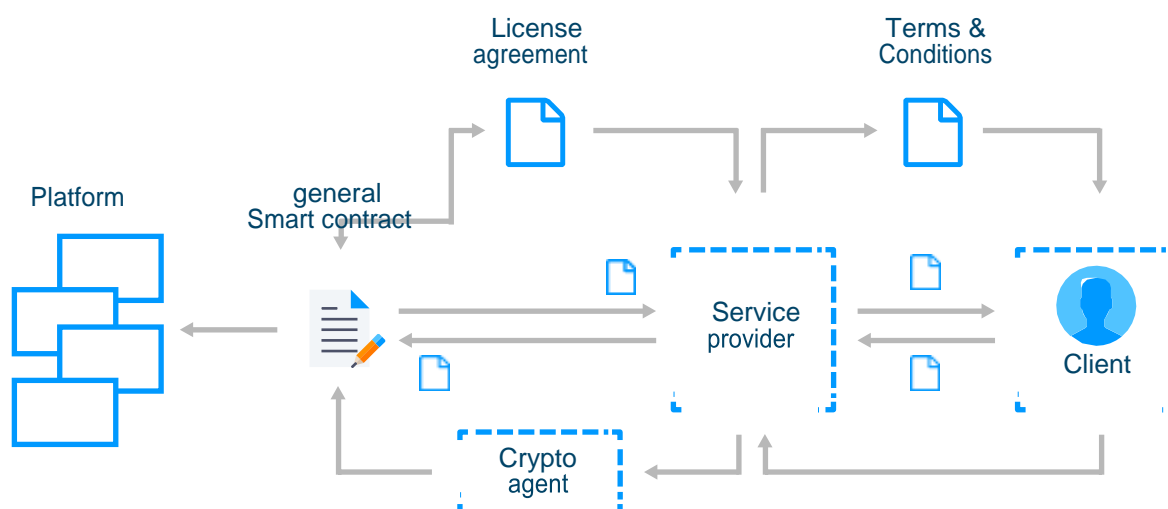 License
agreement
Terms &
Conditions
Platform
general
Smart contract
Service
provider
Client
Crypto
agent